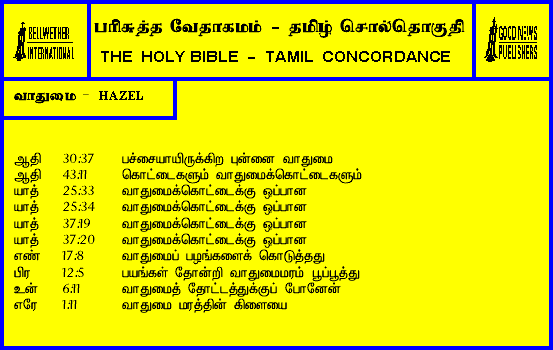 BELLWETHER INTERNATIONAL
பரிசுத்த வேதாகமம் - தமிழ் சொல்தொகுதி
THE HOLY BIBLE - TAMIL CONCORDANCE
GOOD NEWS PUBLISHERS
வாதுமை - HAZEL
ஆதி 30:37 பச்சையாயிருக்கிற புன்னை வாதுமை
ஆதி 43:11 கொட்டைகளும் வாதுமைக்கொட்டைகளும்
யாத் 25:33 வாதுமைக்கொட்டைக்கு ஒப்பான
யாத் 25:34 வாதுமைக்கொட்டைக்கு ஒப்பான
யாத் 37:19 வாதுமைக்கொட்டைக்கு ஒப்பான
யாத் 37:20 வாதுமைக்கொட்டைக்கு ஒப்பான
எண் 17:8 வாதுமைப் பழங்களைக் கொடுத்தது
பிர 12:5 பயங்கள் தோன்றி வாதுமைமரம் பூப்பூத்து
உன் 6:11 வாதுமைத் தோட்டத்துக்குப் போனேன்
எரே 1:11 வாதுமை மரத்தின் கிளையை